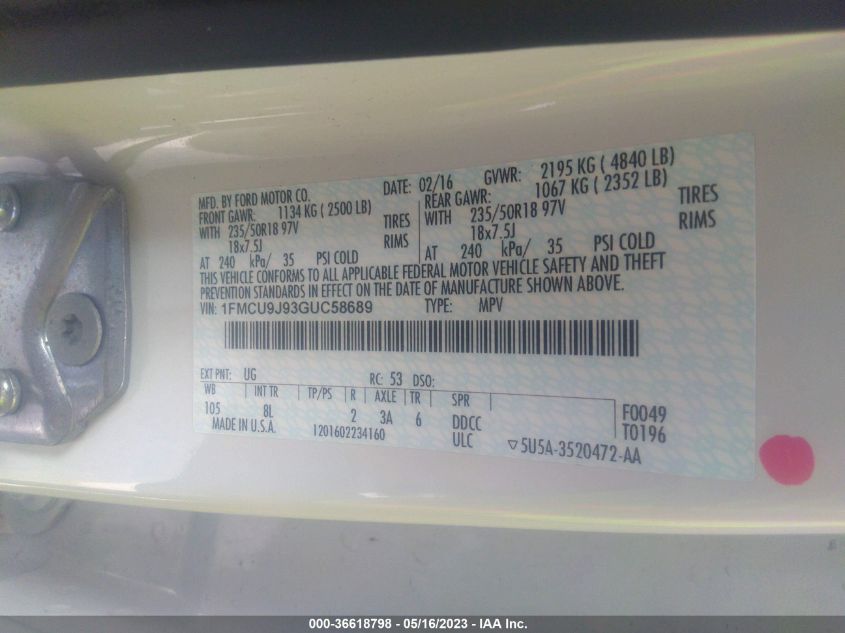 MFD. BY FORD MOTOR CO. DATE: 02/16 GVWR: 2195 KG ( 4840 LB)
FRONT GAWR: 1134 KG ( 2500 LB) REAR GAWR: 1067 KG ( 2352 LB)
WITH 235/50R18 97V TIRES WITH 235/50R18 97V TIRES
18x7.5J RIMS 18x7.5J RIMS
AT 240 kPa/ 35 PSI COLD AT 240 kPa/ 35 PSI COLD
THIS VEHICLE CONFORMS TO ALL APPLICABLE FEDERAL MOTOR VEHICLE SAFETY AND THEFT
PREVENTION STANDARDS IN EFFECT ON THE DATE OF MANUFACTURE SHOWN ABOVE.
VIN: 1FMCU9J93GUC58689 TYPE: MPV
EXT PNT: UG RC: 53 DSO:
WB INT TR TP/PS R AXLE TR SPR
105 8L 2 3A 6 DDCC F0049
MADE IN U.S.A. 1201602234160 ULC T0196
▽5U5A-3520472-AA
000-36618798 - 05/16/2023 - IAA Inc.